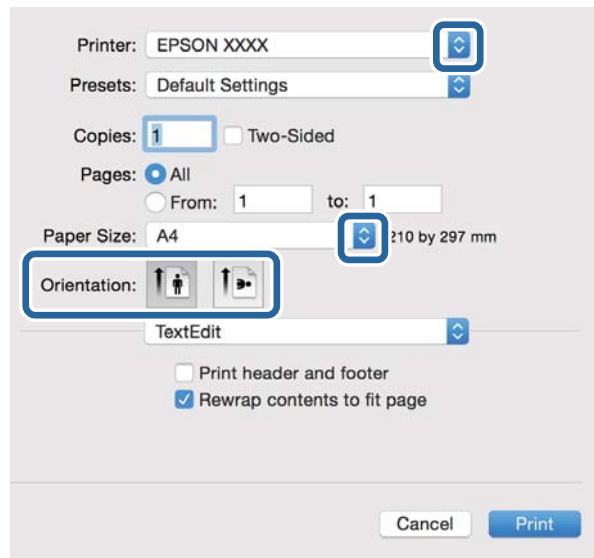 Printer: EPSON XXXX
Presets: Default Settings
Copies: 1 Two-Sided
Pages: All
From: 1 to: 1
Paper Size: A4 210 by 297 mm
Orientation:
TextEdit
Print header and footer
Rewrap contents to fit page
Cancel Print